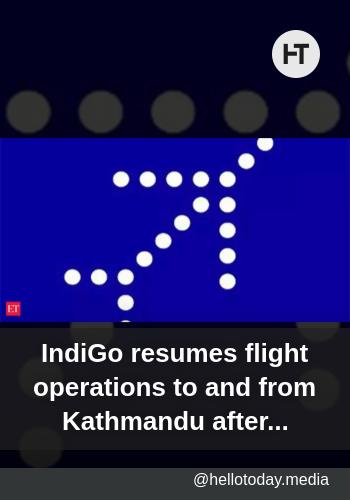 HT
ET
IndiGo resumes flight
operations to and from
Kathmandu after...
@hellotoday.media